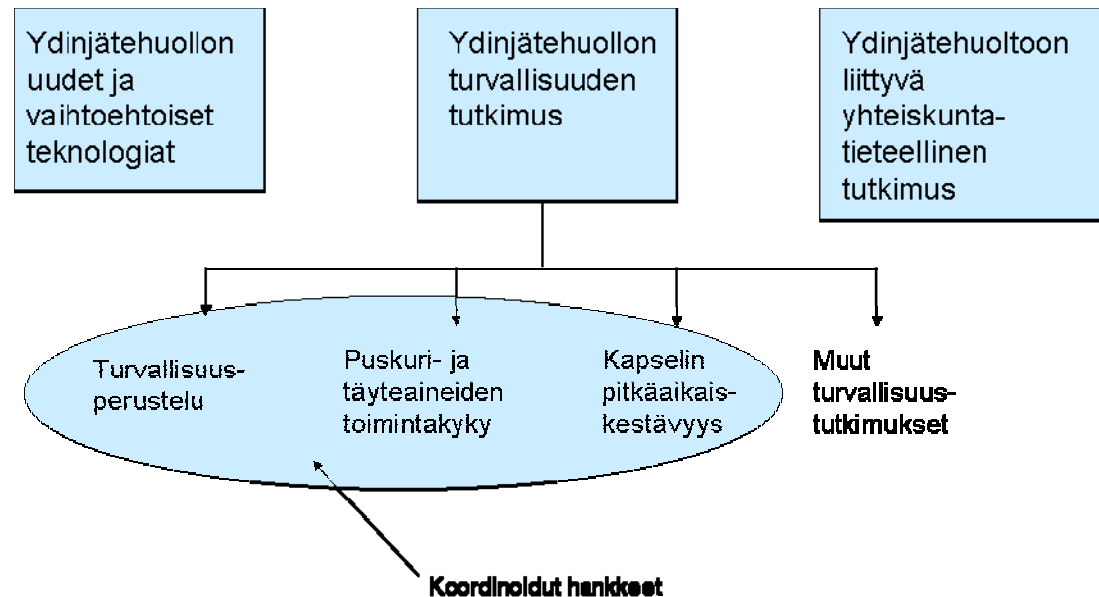 Ydinjätehuollon
uudet ja
vaihtoehtoiset
teknologiat
Ydinjätehuollon
turvallisuuden
tutkimus
Ydinjätehuoltoon
liittyvä
yhteiskunta-
tieteellinen
tutkimus
Turvallisuus-
perustelu
Puskuri- ja
täyteaineiden
toimintakyky
Kapselin
pitkäaikais-
kestävyys
Muut
turvallisuus-
tutkimukset
Koordinoidut hankkeet